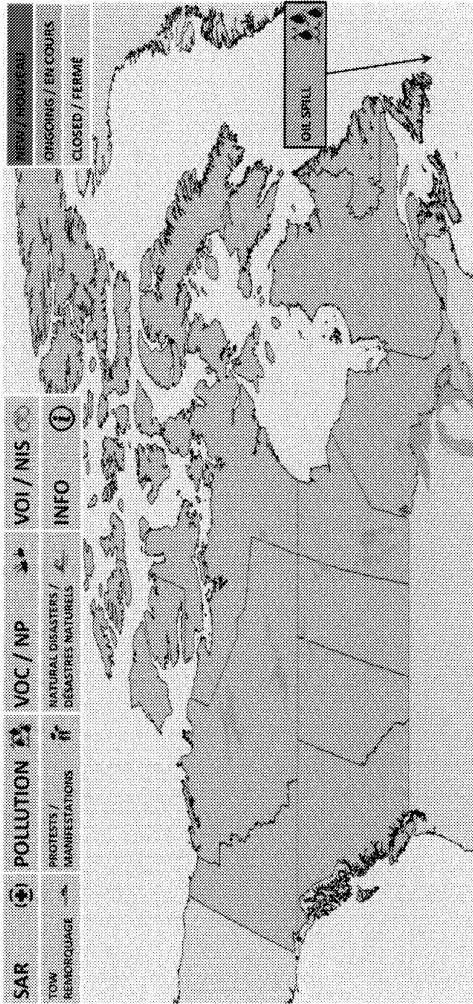 SAR
POLLUTION
VOC / NP
VOI / NIS
TOW
REMORQUAGE
PROTESTS /
MANIFESTATIONS
NATURAL DISASTERS /
DÉSASTRES NATURELS
INFO
NEW / NOUVEAU
ONGOING / EN COURS
CLOSED / FERMÉ
OIL SPILL